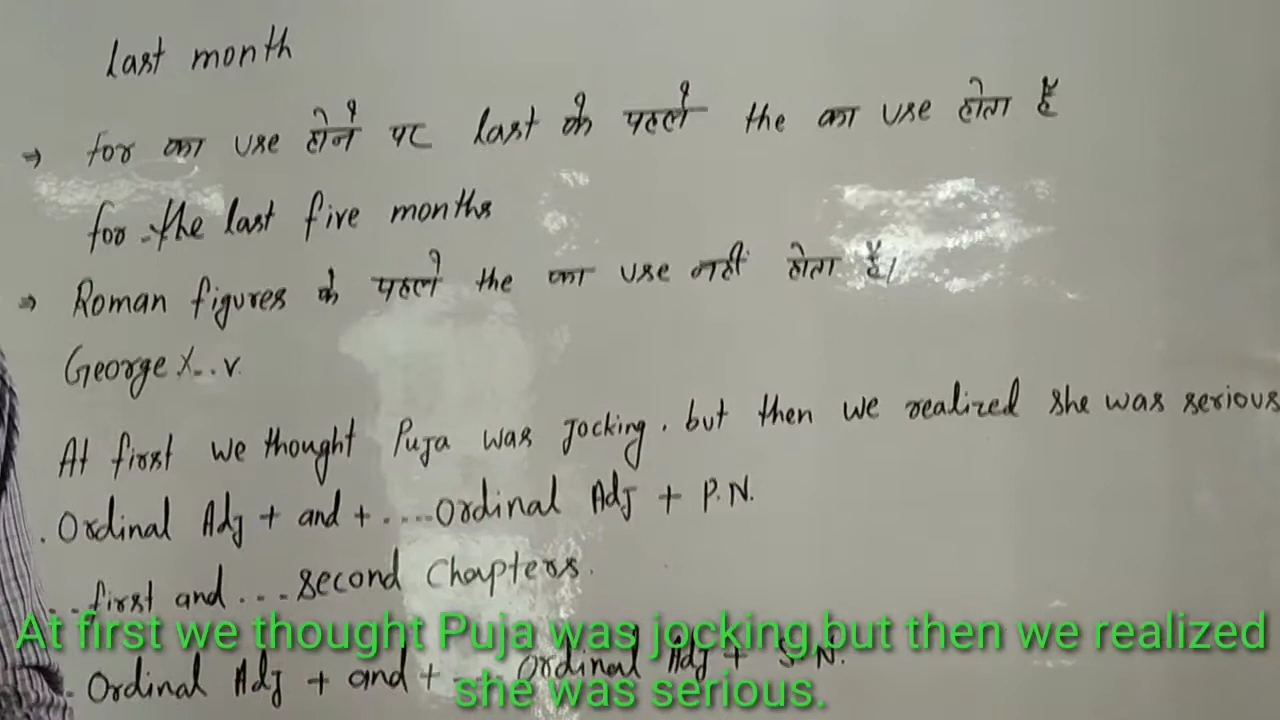 last month
⇒ for का use होने पर last के पहले the का use होता है
for the last five months
⇒ Roman figures के पहले the का use नहीं होता है।
George X.. V.
At first we thought Puja was Jocking. but then we realized she was serious
. Ordinal Adj + and + ....Ordinal Adj + P.N.
...first and ...second Chapters.
At first we thought Puja was jocking,but then we realized
. Ordinal Adj + and + ... Ordinal Adj + S.N.
she was serious.